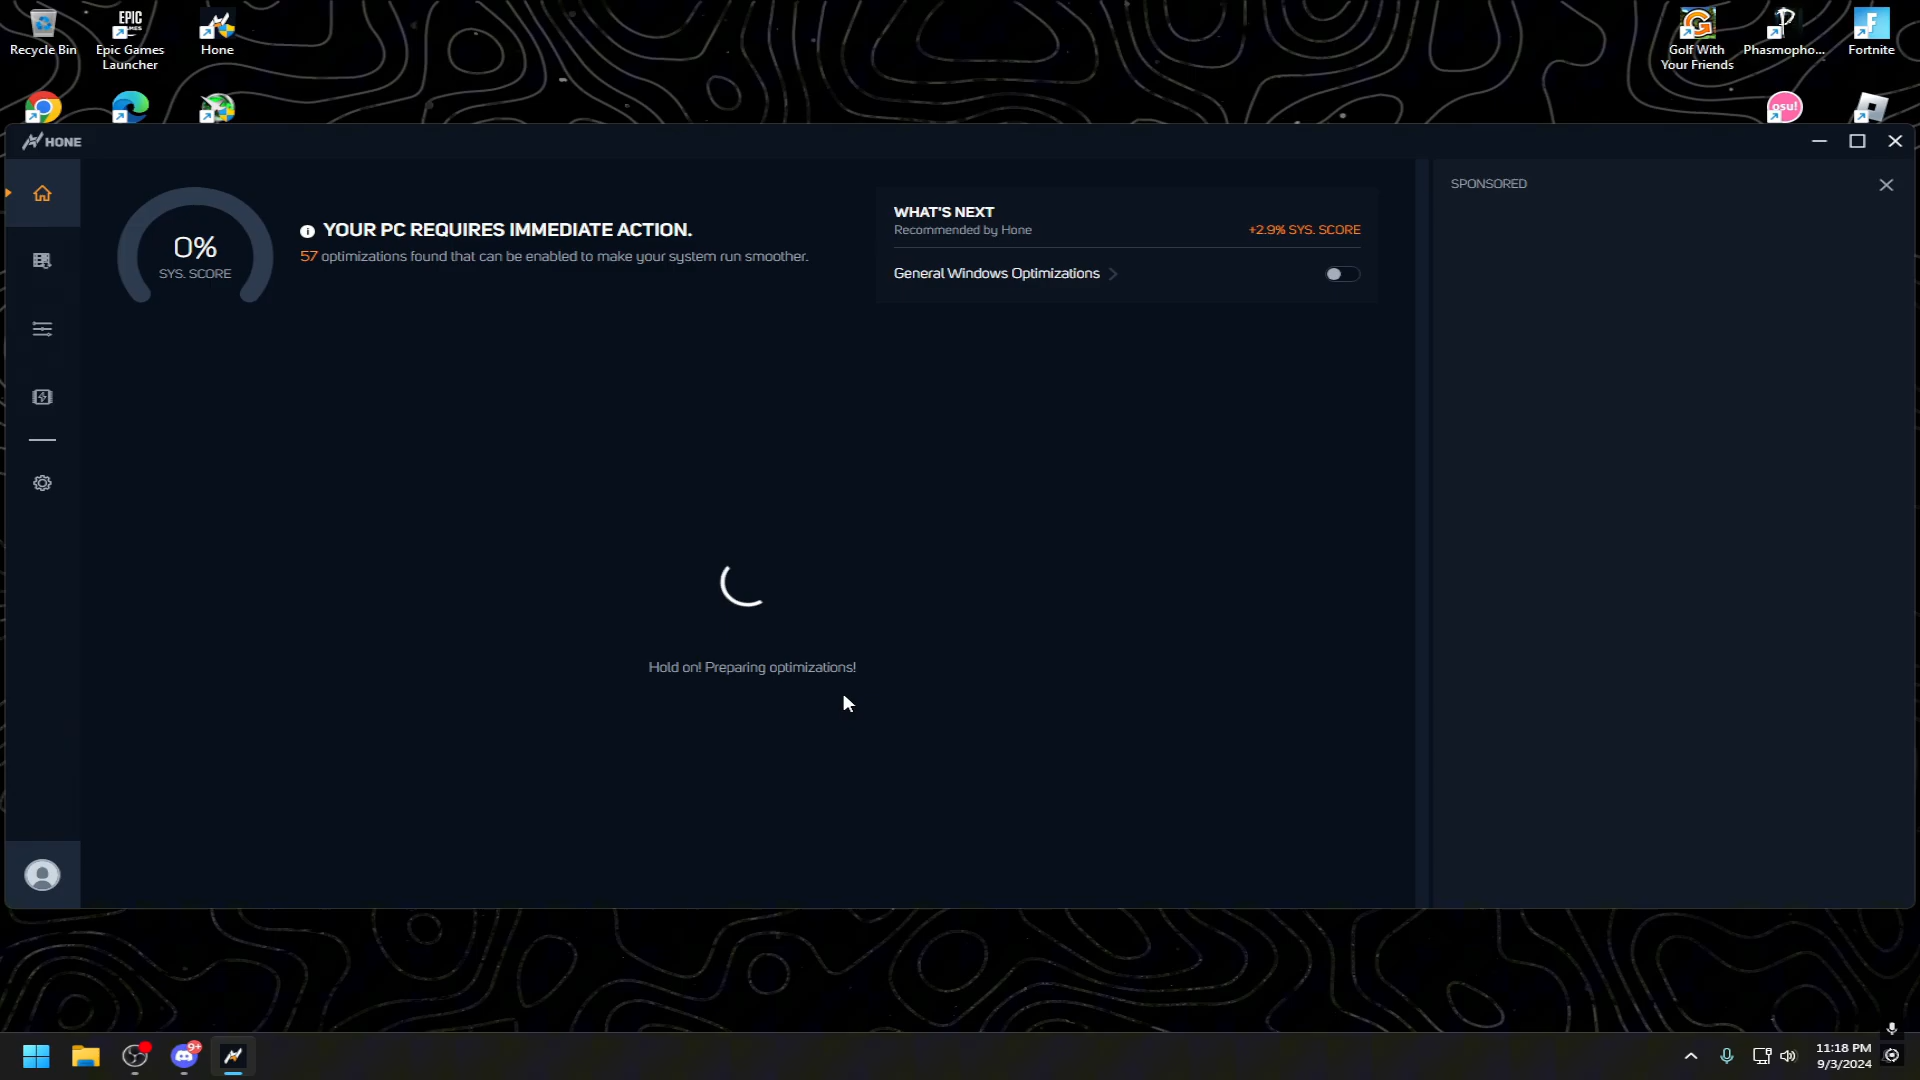 Recycle Bin
EPIC
GAMES
Epic Games
Launcher
Hone
Golf With
Your Friends
Phasmopho...
F
Fortnite
osu!
HONE
0%
SYS. SCORE
YOUR PC REQUIRES IMMEDIATE ACTION.
57 optimizations found that can be enabled to make your system run smoother.
WHAT'S NEXT
Recommended by Hone
+2.9% SYS. SCORE
General Windows Optimizations
SPONSORED
Hold on! Preparing optimizations!
9+
11:18 PM
9/3/2024